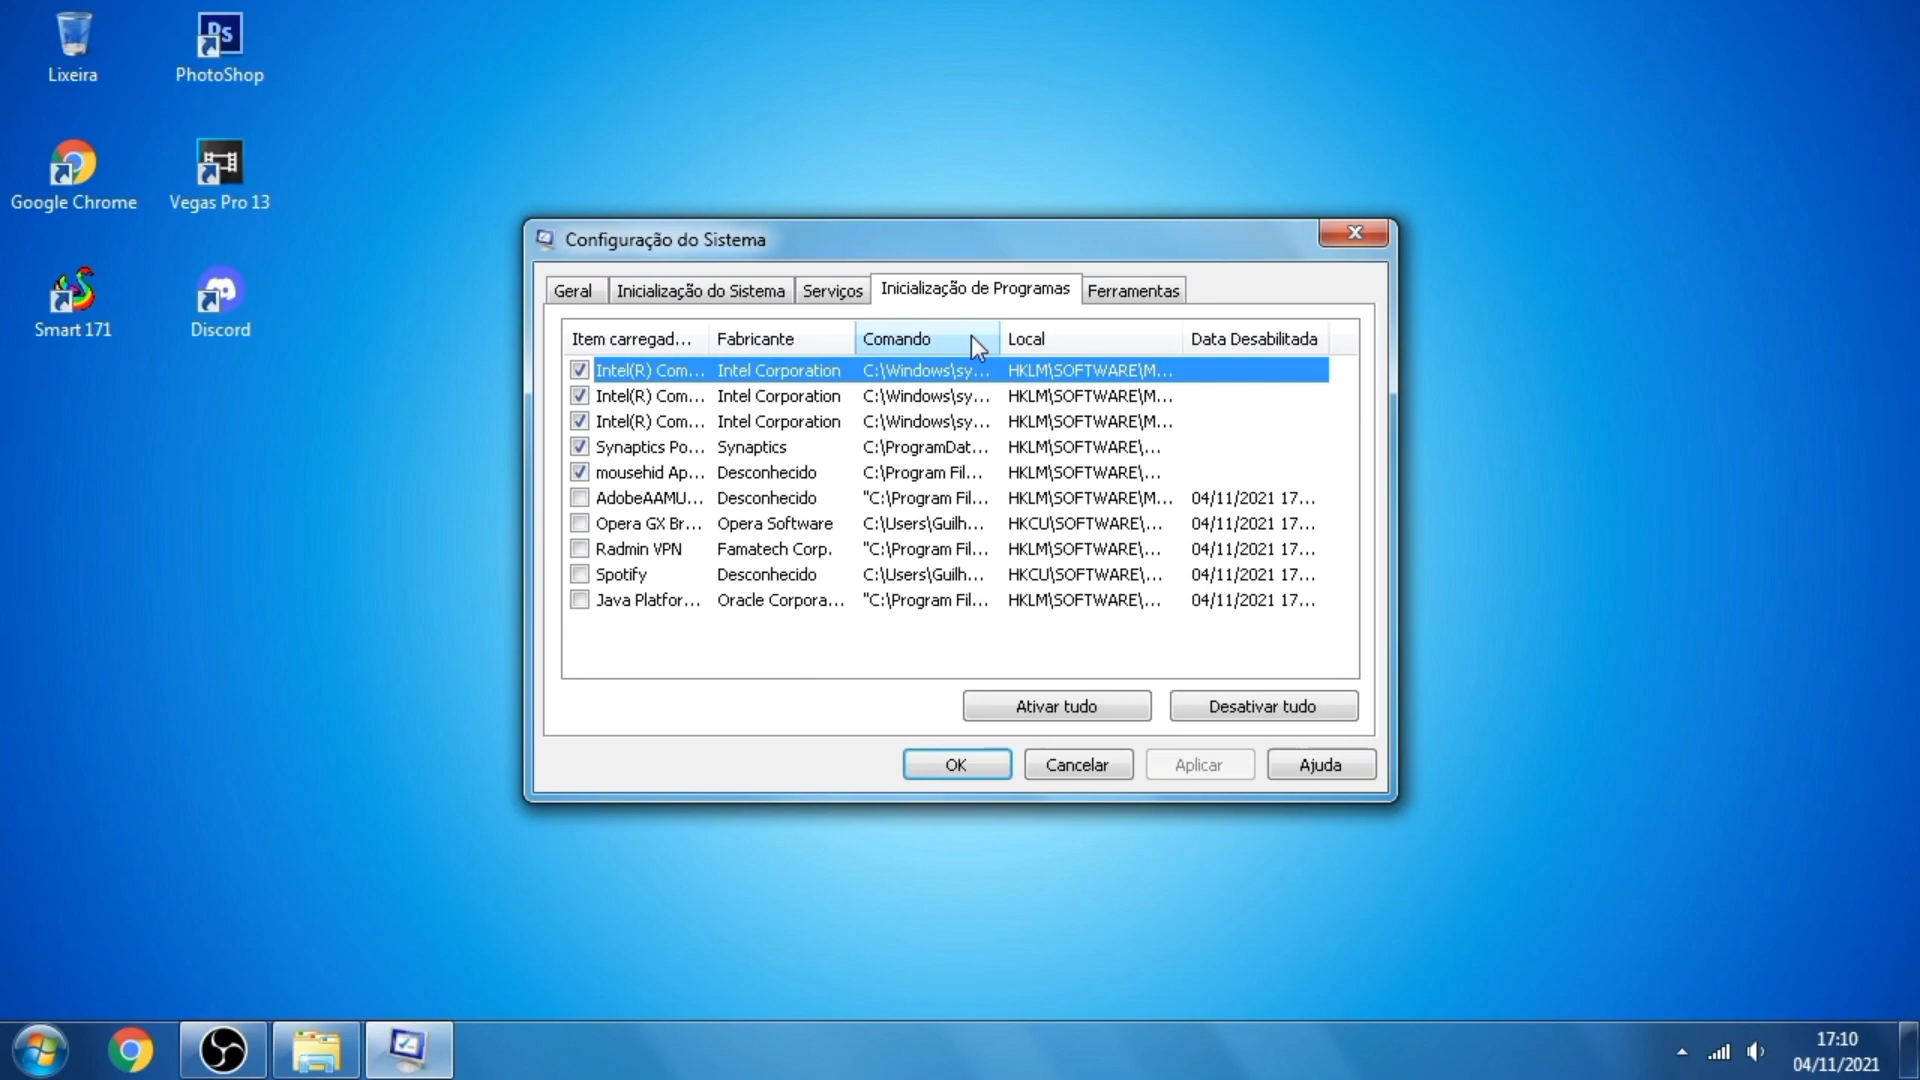 Lixeira
PhotoShop
Google Chrome
Vegas Pro 13
Smart 171
Discord
Configuração do Sistema
Geral Inicialização do Sistema Serviços Inicialização de Programas Ferramentas
Item carregad... Fabricante Comando Local Data Desabilitada
Intel(R) Com... Intel Corporation C:\Windows\sy... HKLM\SOFTWARE\M...
Intel(R) Com... Intel Corporation C:\Windows\sy... HKLM\SOFTWARE\M...
Intel(R) Com... Intel Corporation C:\Windows\sy... HKLM\SOFTWARE\M...
Synaptics Po... Synaptics C:\ProgramDat... HKLM\SOFTWARE\...
mousehid Ap... Desconhecido C:\Program Fil... HKLM\SOFTWARE\...
AdobeAAMU... Desconhecido "C:\Program Fil... HKLM\SOFTWARE\M... 04/11/2021 17...
Opera GX Br... Opera Software C:\Users\Guilh... HKCU\SOFTWARE\... 04/11/2021 17...
Radmin VPN Famatech Corp. "C:\Program Fil... HKLM\SOFTWARE\... 04/11/2021 17...
Spotify Desconhecido C:\Users\Guilh... HKCU\SOFTWARE\... 04/11/2021 17...
Java Platfor... Oracle Corpora... "C:\Program Fil... HKLM\SOFTWARE\... 04/11/2021 17...
Ativar tudo Desativar tudo
OK Cancelar Aplicar Ajuda
17:10
04/11/2021
Ps